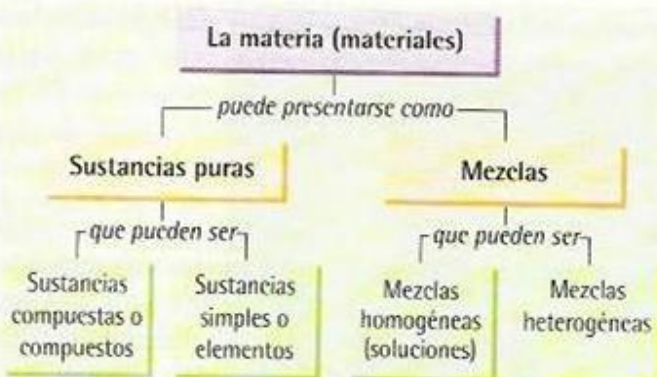 La materia (materiales)
puede presentarse como
Sustancias puras
Mezclas
que pueden ser
que pueden ser
Sustancias
compuestas o
compuestos
Sustancias
simples o
elementos
Mezclas
homogéneas
(soluciones)
Mezclas
heterogéneas